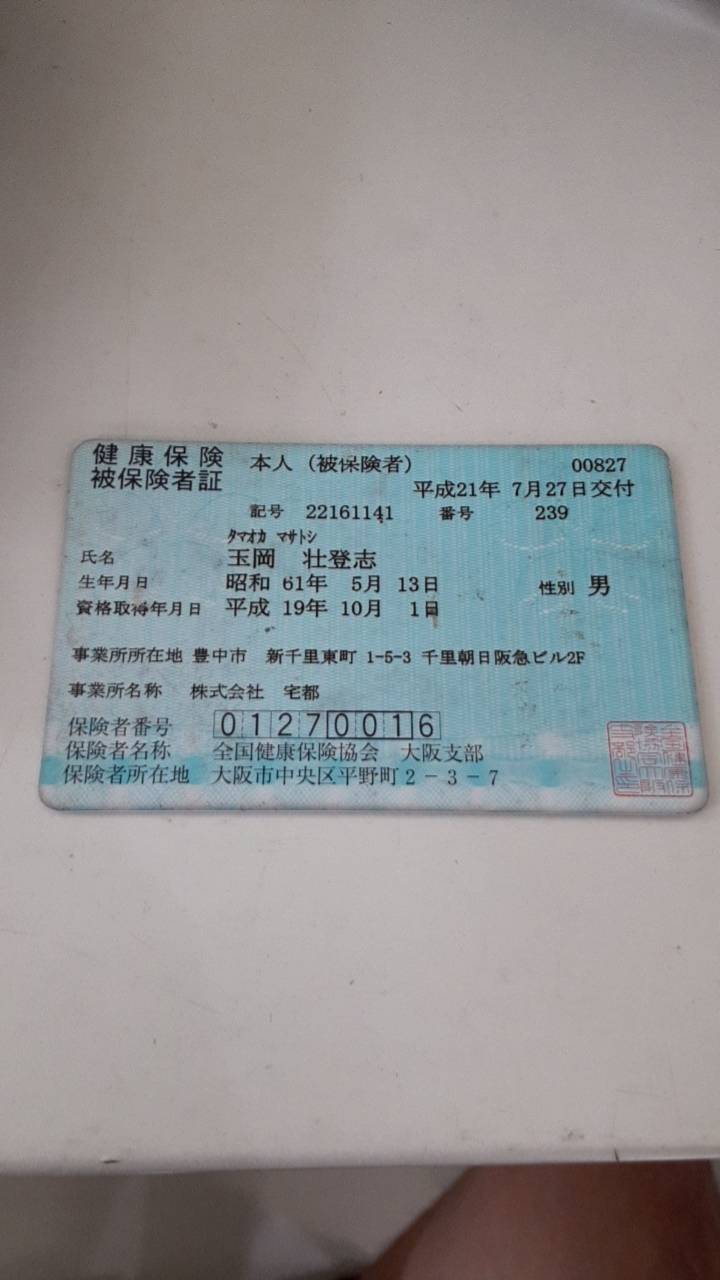 健康保険 本人（被保険者） 00827
被保険者証 平成21年 7月27日交付
記号 22161141 番号 239
ﾀﾏｵｶ ﾏｻﾄｼ
氏名 玉岡 壮登志
生年月日 昭和 61年 5月 13日 性別 男
資格取得年月日 平成 19年 10月 1日
事業所所在地 豊中市 新千里東町 1-5-3 千里朝日阪急ビル2F
事業所名称 株式会社 宅都
保険者番号 01270016
保険者名称 全国健康保険協会 大阪支部
保険者所在地 大阪市中央区平野町2-3-7